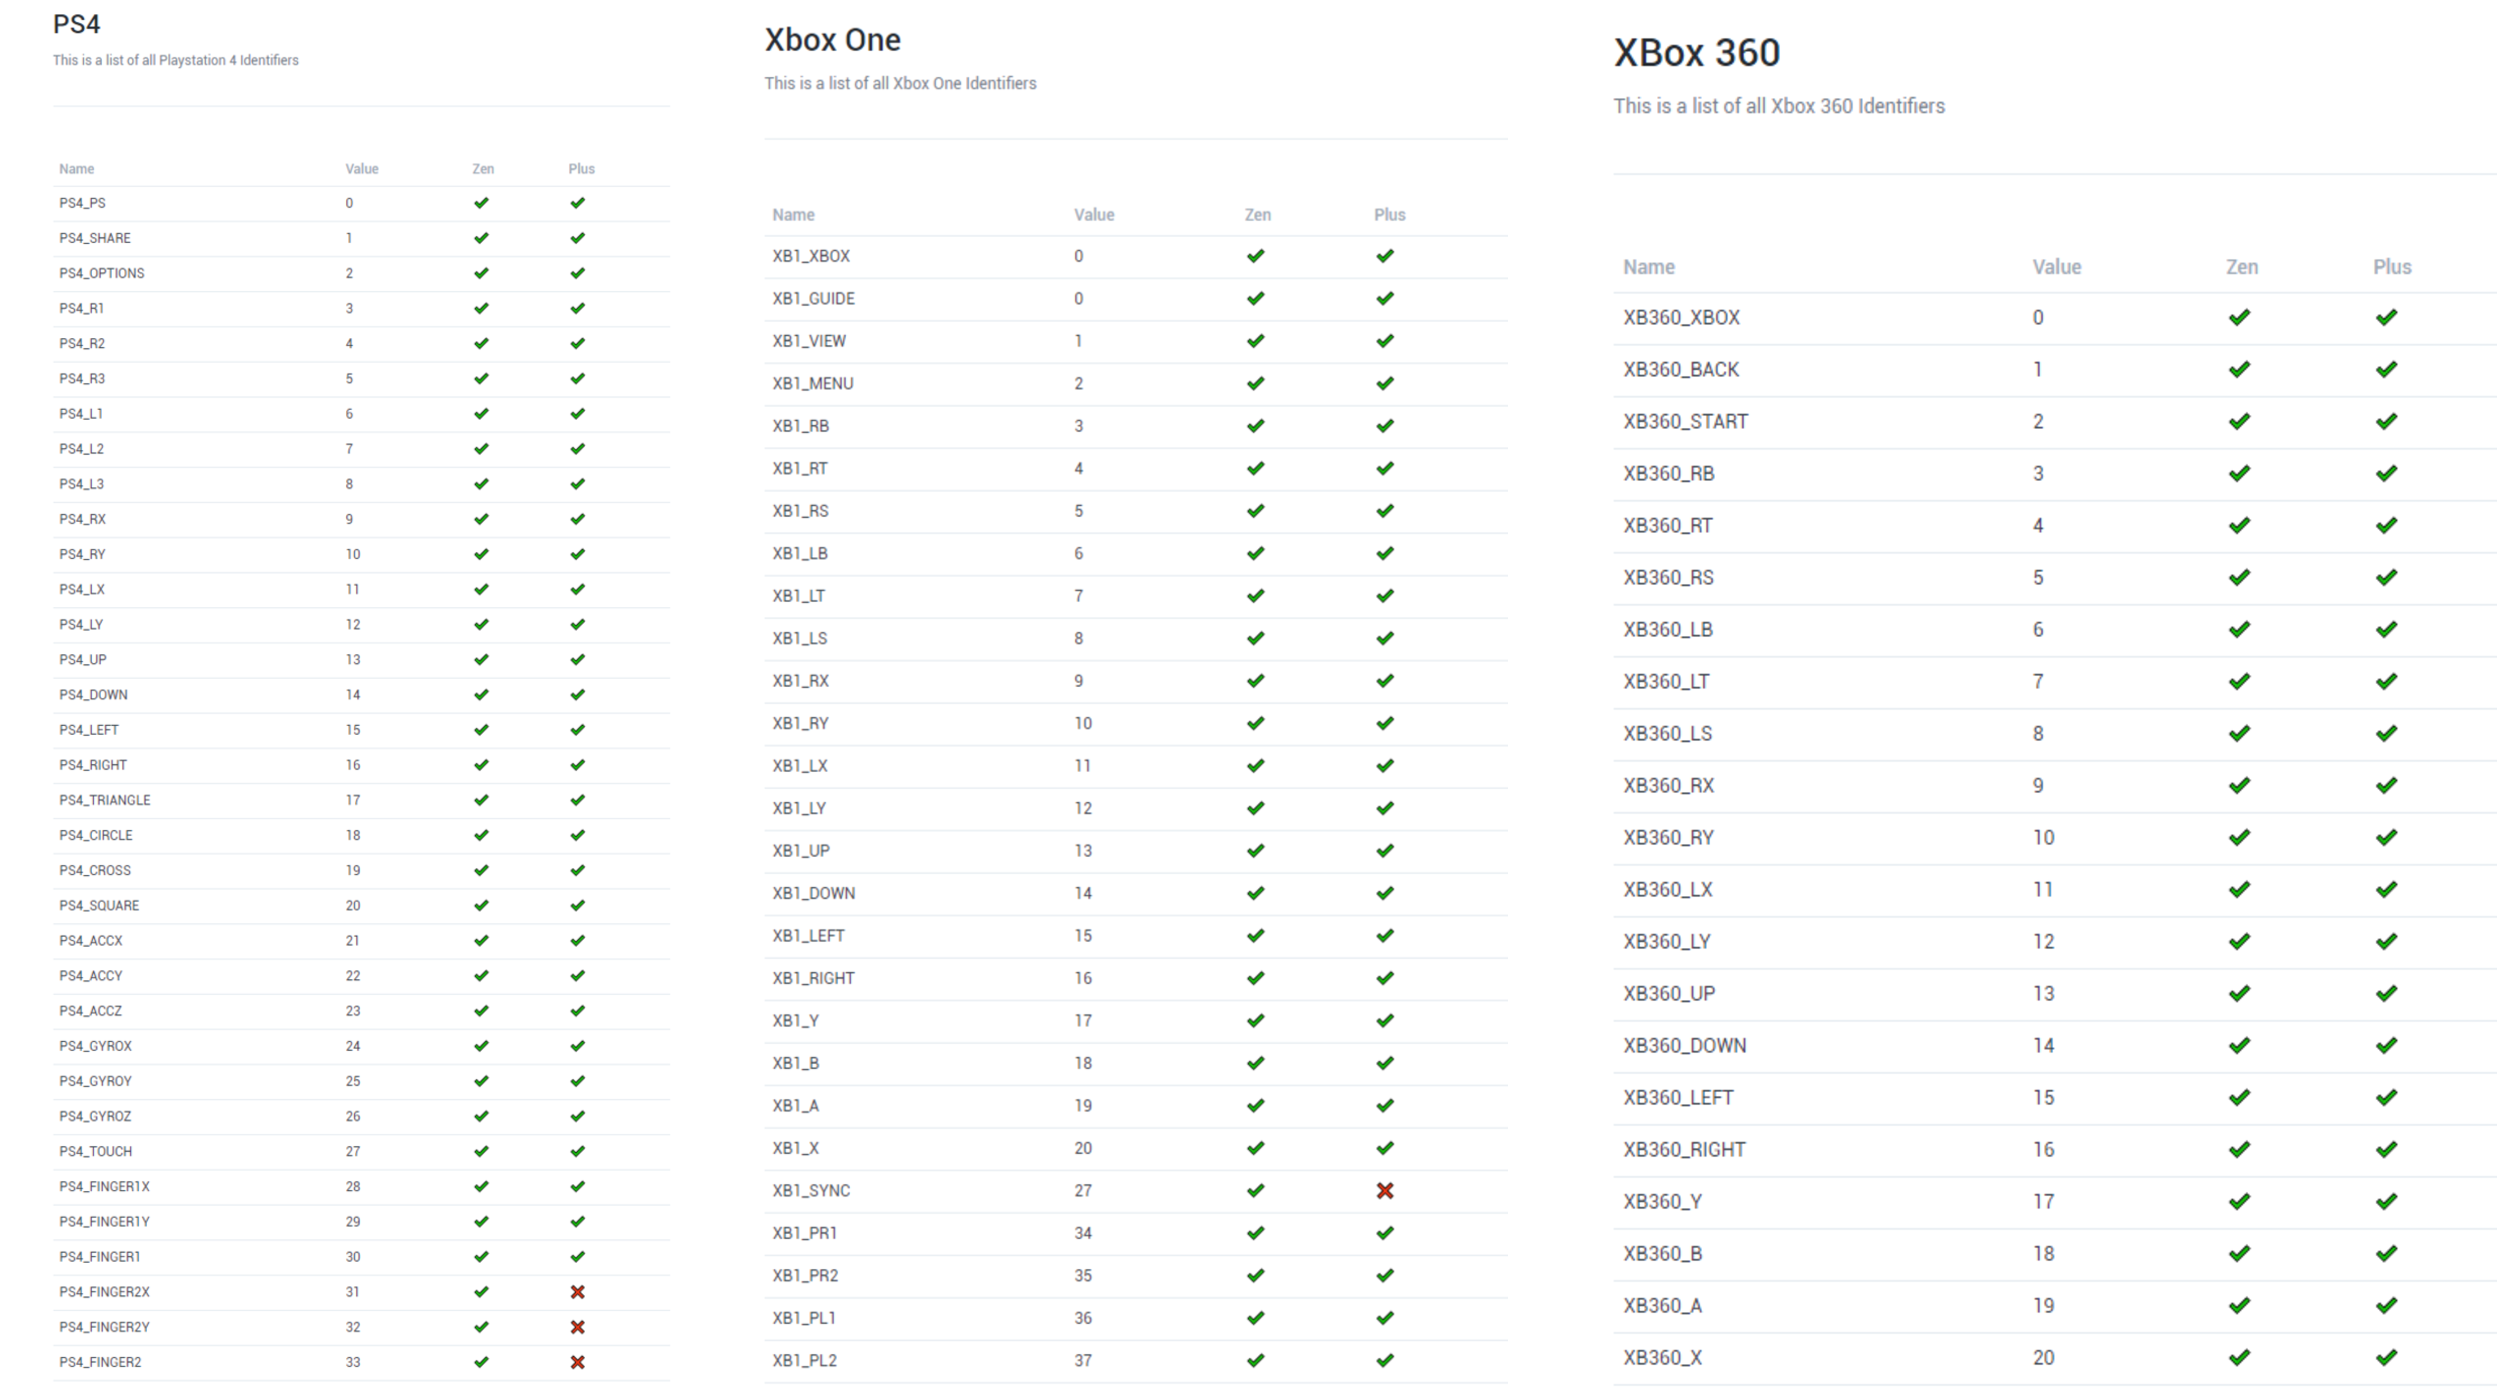 PS4
This is a list of all Playstation 4 Identifiers
Name Value Zen Plus
PS4_PS 0
PS4_SHARE 1
PS4_OPTIONS 2
PS4_R1 3
PS4_R2 4
PS4_R3 5
PS4_L1 6
PS4_L2 7
PS4_L3 8
PS4_RX 9
PS4_RY 10
PS4_LX 11
PS4_LY 12
PS4_UP 13
PS4_DOWN 14
PS4_LEFT 15
PS4_RIGHT 16
PS4_TRIANGLE 17
PS4_CIRCLE 18
PS4_CROSS 19
PS4_SQUARE 20
PS4_ACCX 21
PS4_ACCY 22
PS4_ACCZ 23
PS4_GYROX 24
PS4_GYROY 25
PS4_GYROZ 26
PS4_TOUCH 27
PS4_FINGER1X 28
PS4_FINGER1Y 29
PS4_FINGER1 30
PS4_FINGER2X 31
PS4_FINGER2Y 32
PS4_FINGER2 33
Xbox One
This is a list of all Xbox One Identifiers
Name Value Zen Plus
XB1_XBOX 0
XB1_GUIDE 0
XB1_VIEW 1
XB1_MENU 2
XB1_RB 3
XB1_RT 4
XB1_RS 5
XB1_LB 6
XB1_LT 7
XB1_LS 8
XB1_RX 9
XB1_RY 10
XB1_LX 11
XB1_LY 12
XB1_UP 13
XB1_DOWN 14
XB1_LEFT 15
XB1_RIGHT 16
XB1_Y 17
XB1_B 18
XB1_A 19
XB1_X 20
XB1_SYNC 27
XB1_PR1 34
XB1_PR2 35
XB1_PL1 36
XB1_PL2 37
XBox 360
This is a list of all Xbox 360 Identifiers
Name Value Zen Plus
XB360_XBOX 0
XB360_BACK 1
XB360_START 2
XB360_RB 3
XB360_RT 4
XB360_RS 5
XB360_LB 6
XB360_LT 7
XB360_LS 8
XB360_RX 9
XB360_RY 10
XB360_LX 11
XB360_LY 12
XB360_UP 13
XB360_DOWN 14
XB360_LEFT 15
XB360_RIGHT 16
XB360_Y 17
XB360_B 18
XB360_A 19
XB360_X 20